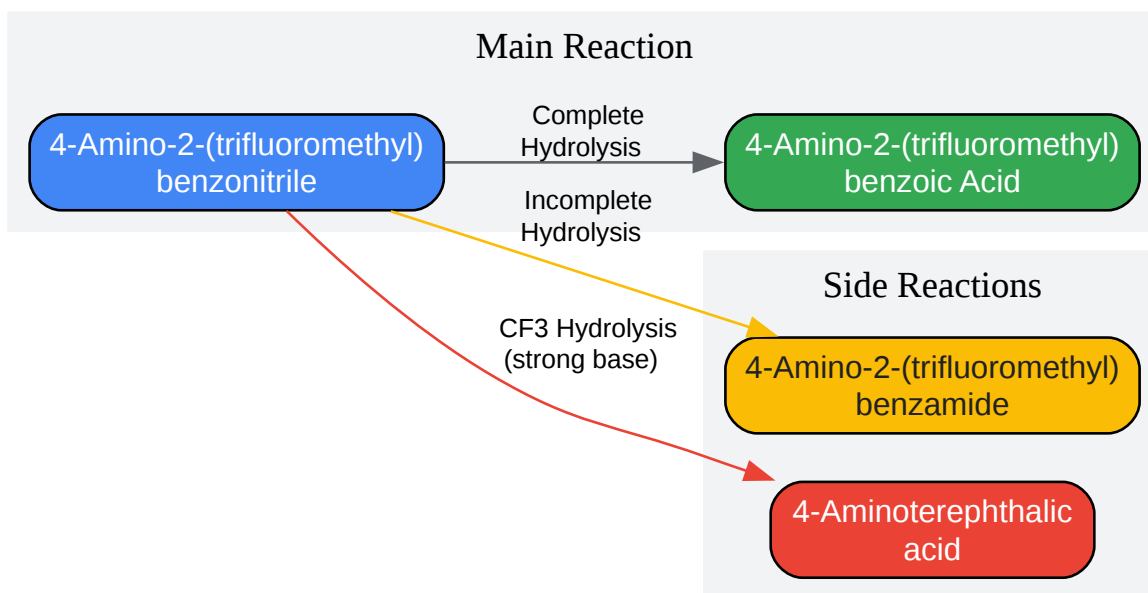 Main Reaction
4-Amino-2-(trifluoromethyl)
benzonitrile
Complete
Hydrolysis
4-Amino-2-(trifluoromethyl)
benzoic Acid
Incomplete
Hydrolysis
Side Reactions
CF3 Hydrolysis
(strong base)
4-Amino-2-(trifluoromethyl)
benzamide
4-Aminoterephthalic
acid